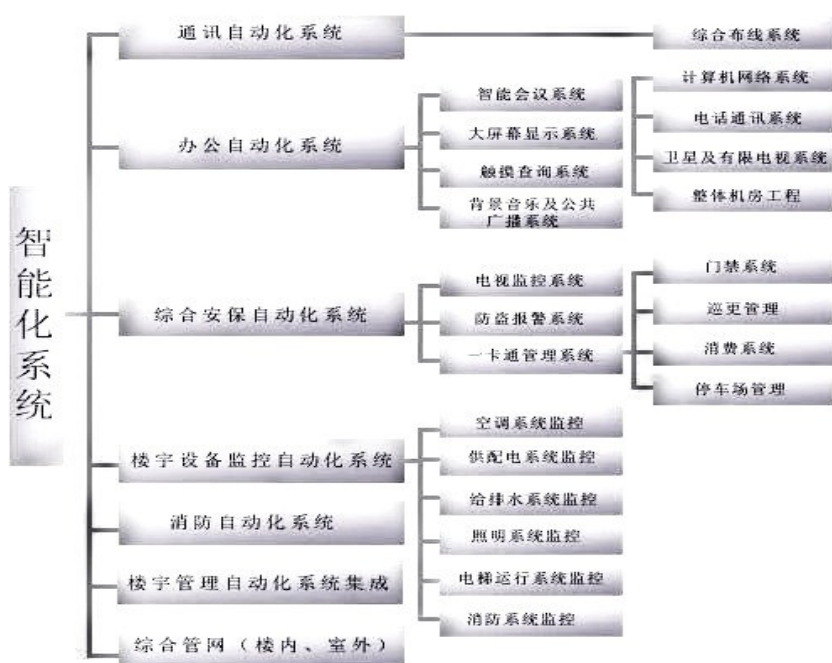 智能化系统
通讯自动化系统
综合布线系统
计算机网络系统
电话通讯系统
卫星及有限电视系统
整体机房工程
办公自动化系统
智能会议系统
大屏幕显示系统
触摸查询系统
背景音乐及公共
广播系统
综合安保自动化系统
电视监控系统
防盗报警系统
一卡通管理系统
门禁系统
巡更管理
消费系统
停车场管理
楼宇设备监控自动化系统
空调系统监控
供配电系统监控
给排水系统监控
照明系统监控
电梯运行系统监控
消防系统监控
消防自动化系统
楼宇管理自动化系统集成
综合管网（楼内、室外）